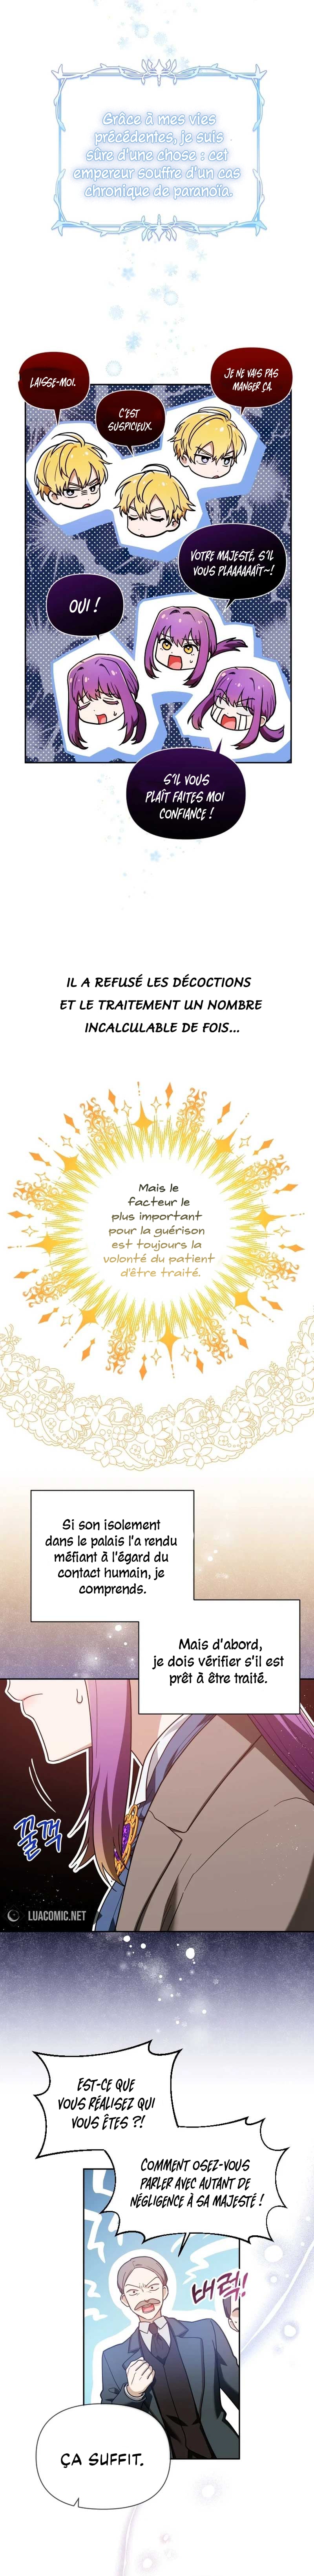 Grâce à mes vies
précédentes, je suis
sûre d'une chose : cet
empereur souffre d'un cas
chronique de paranoïa.
LAISSE-MOI.
C'EST
SUSPICIEUX.
JE NE VAIS PAS
MANGER ÇA.
VOTRE MAJESTÉ, S'IL
VOUS PLAAAAAÎT~!
OUI !
S'IL VOUS
PLAÎT FAITES MOI
CONFIANCE !
IL A REFUSÉ LES DÉCOCTIONS
ET LE TRAITEMENT UN NOMBRE
INCALCULABLE DE FOIS...
Mais le
facteur le
plus important
pour la guérison
est toujours la
volonté du patient
d'être traité.
Si son isolement
dans le palais l'a rendu
méfiant à l'égard du
contact humain, je
comprends.
Mais d'abord,
je dois vérifier s'il est
prêt à être traité.
꿀꺽
LUACOMIC.NET
EST-CE QUE
VOUS RÉALISEZ QUI
VOUS ÊTES ?!
COMMENT OSEZ-VOUS
PARLER AVEC AUTANT DE
NÉGLIGENCE À SA MAJESTÉ !
버럭!
ÇA SUFFIT.